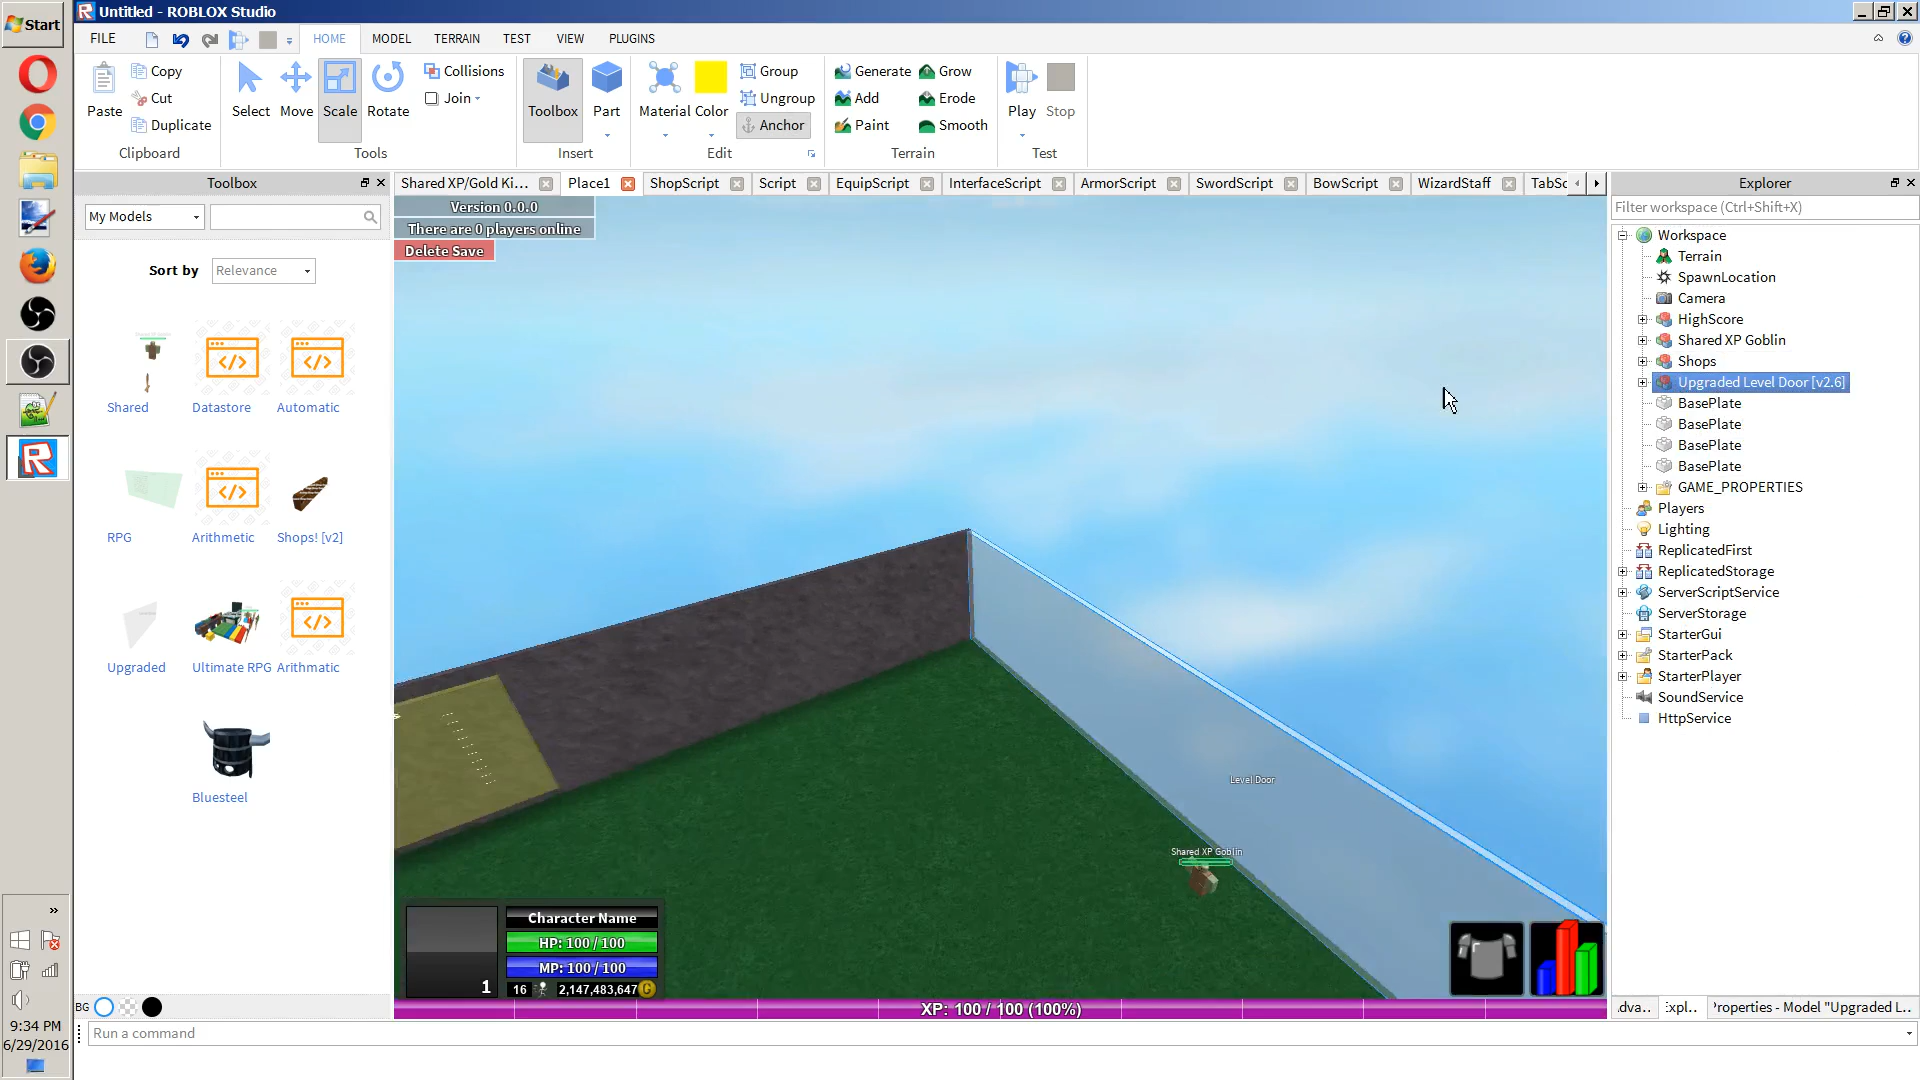 Start
Untitled - ROBLOX Studio
FILE
HOME
MODEL
TERRAIN
TEST
VIEW
PLUGINS
Paste
Copy
Cut
Duplicate
Clipboard
Select
Move
Scale
Rotate
Collisions
Join
Tools
Toolbox
Part
Insert
Material
Color
Group
Ungroup
Anchor
Edit
Generate
Add
Paint
Grow
Erode
Smooth
Terrain
Play
Stop
Test
Toolbox
My Models
Sort by
Relevance
Shared
Datastore
Automatic
RPG
Arithmetic
Shops! [v2]
Upgraded
Ultimate RPG
Arithmatic
Bluesteel
BG
Shared XP/Gold Ki...
Place1
ShopScript
Script
EquipScript
InterfaceScript
ArmorScript
SwordScript
BowScript
WizardStaff
TabSc
Version 0.0.0
There are 0 players online
Delete Save
Level Door
Shared XP Goblin
1
Character Name
HP: 100 / 100
MP: 100 / 100
16
2,147,483,647
G
XP: 100 / 100 (100%)
Explorer
Filter workspace (Ctrl+Shift+X)
Workspace
Terrain
SpawnLocation
Camera
HighScore
Shared XP Goblin
Shops
Upgraded Level Door [v2.6]
BasePlate
BasePlate
BasePlate
BasePlate
GAME_PROPERTIES
Players
Lighting
ReplicatedFirst
ReplicatedStorage
ServerScriptService
ServerStorage
StarterGui
StarterPack
StarterPlayer
SoundService
HttpService
dva..
Expl..
Properties - Model "Upgraded L...
Run a command
9:34 PM
6/29/2016